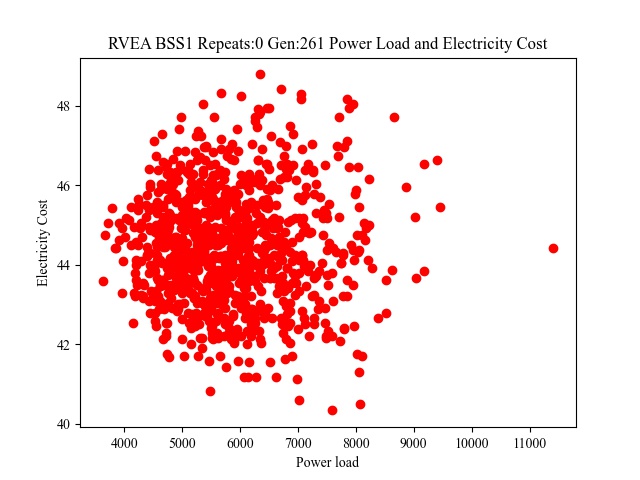 RVEA BSS1 Repeats:0 Gen:261 Power Load and Electricity Cost
48
46
44
42
40
Electricity Cost
4000 5000 6000 7000 8000 9000 10000 11000
Power load